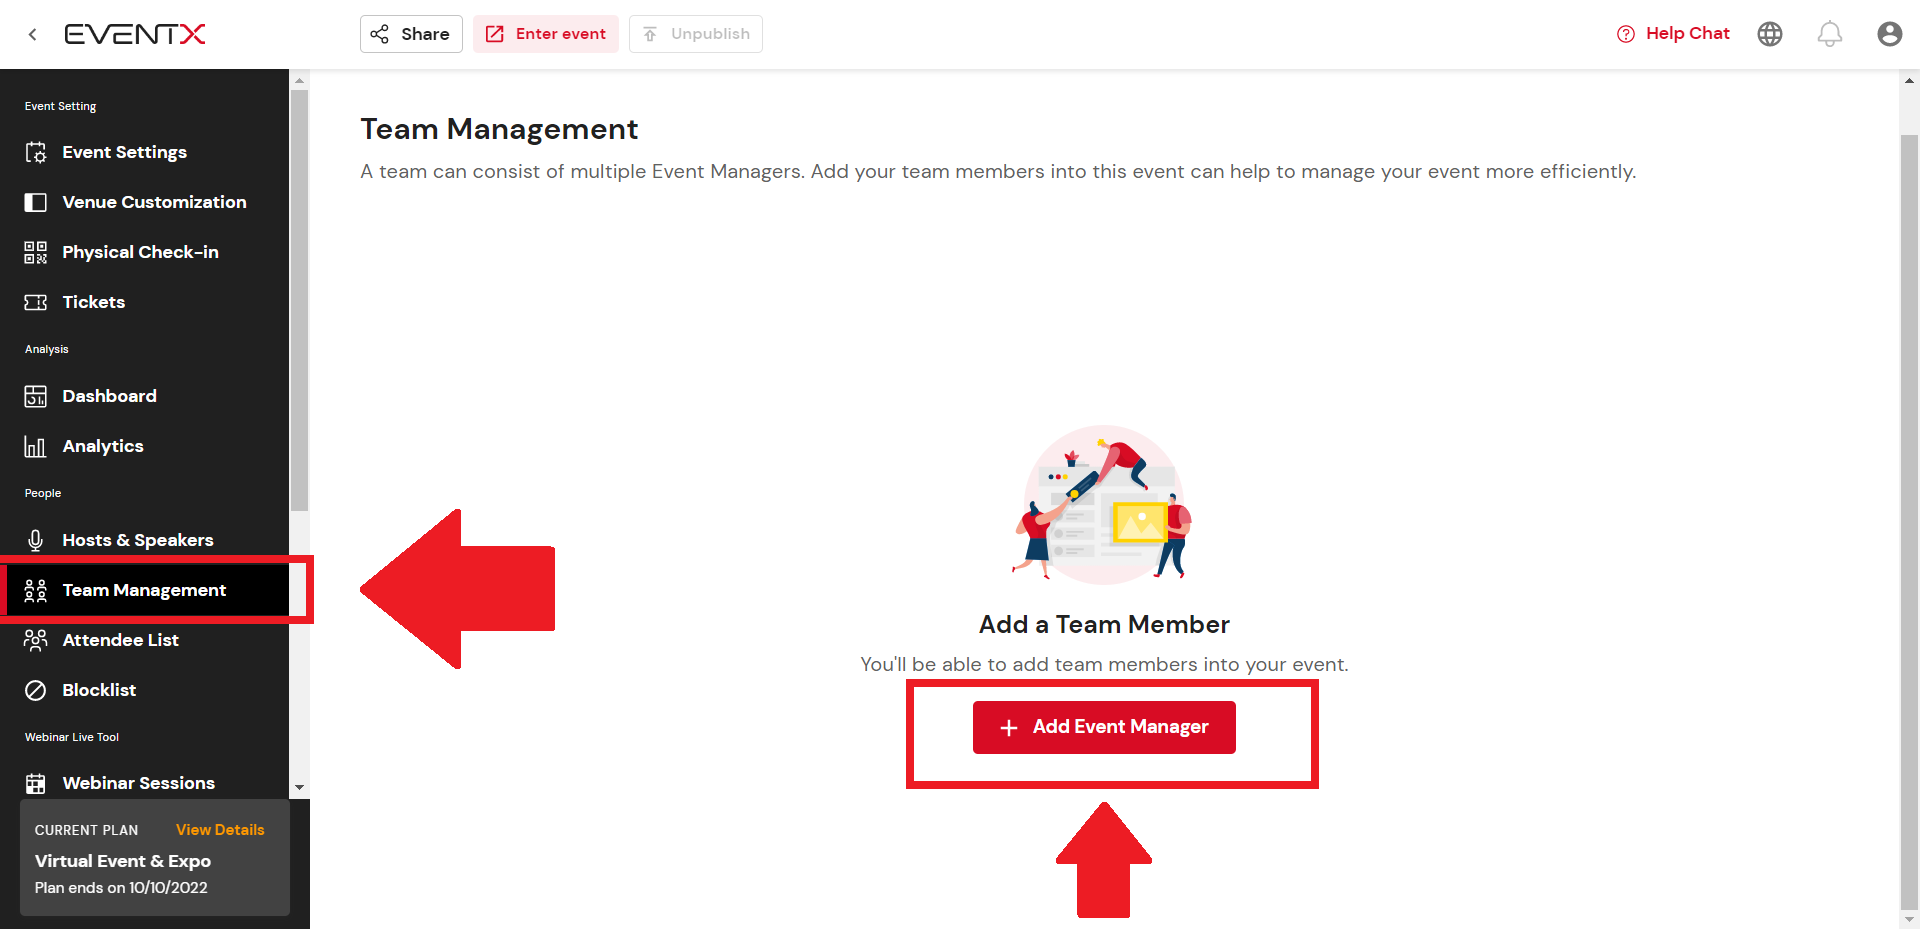 EVENTX
Share
Enter event
Unpublish
Help Chat
Event Setting
Event Settings
Venue Customization
Physical Check-in
Tickets
Analysis
Dashboard
Analytics
People
Hosts & Speakers
Team Management
Attendee List
Blocklist
Webinar Live Tool
Webinar Sessions
CURRENT PLAN View Details
Virtual Event & Expo
Plan ends on 10/10/2022
Team Management
A team can consist of multiple Event Managers. Add your team members into this event can help to manage your event more efficiently.
Add a Team Member
You'll be able to add team members into your event.
+ Add Event Manager